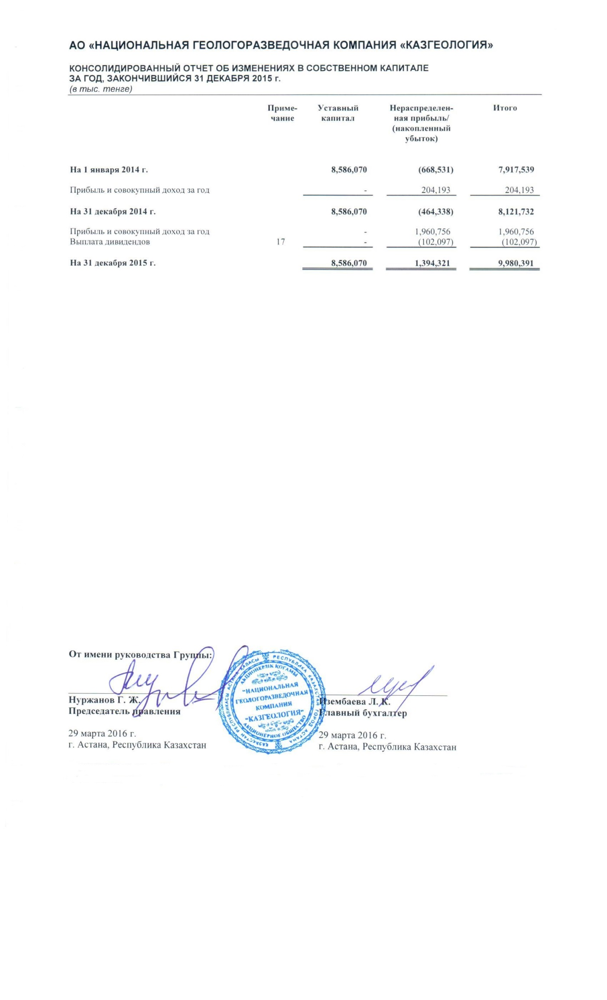 АО «НАЦИОНАЛЬНАЯ ГЕОЛОГОРАЗВЕДОЧНАЯ КОМПАНИЯ «КАЗГЕОЛОГИЯ»
КОНСОЛИДИРОВАННЫЙ ОТЧЕТ ОБ ИЗМЕНЕНИЯХ В СОБСТВЕННОМ КАПИТАЛЕ
ЗА ГОД, ЗАКОНЧИВШИЙСЯ 31 ДЕКАБРЯ 2015 г.
(в тыс. тенге)
Приме- Уставный Нераспределен- Итого
чание капитал ная прибыль/
(накопленный
убыток)
На 1 января 2014 г. 8,586,070 (668,531) 7,917,539
Прибыль и совокупный доход за год - 204,193 204,193
На 31 декабря 2014 г. 8,586,070 (464,338) 8,121,732
Прибыль и совокупный доход за год - 1,960,756 1,960,756
Выплата дивидендов 17 - (102,097) (102,097)
На 31 декабря 2015 г. 8,586,070 1,394,321 9,980,391
От имени руководства Группы:
Нуржанов Г. Ж.
Председатель правления
29 марта 2016 г.
г. Астана, Республика Казахстан
ҚАЗАҚСТАН РЕСПУБЛИКАСЫ АСТАНА ҚАЛАСЫ
РЕСПУБЛИКА КАЗАХСТАН ГОРОД АСТАНА
АКЦИОНЕРЛІК ҚОҒАМЫ
"НАЦИОНАЛЬНАЯ
ГЕОЛОГОРАЗВЕДОЧНАЯ
КОМПАНИЯ
"КАЗГЕОЛОГИЯ"
АКЦИОНЕРНОЕ ОБЩЕСТВО
Изембаева Л. К.
Главный бухгалтер
29 марта 2016 г.
г. Астана, Республика Казахстан